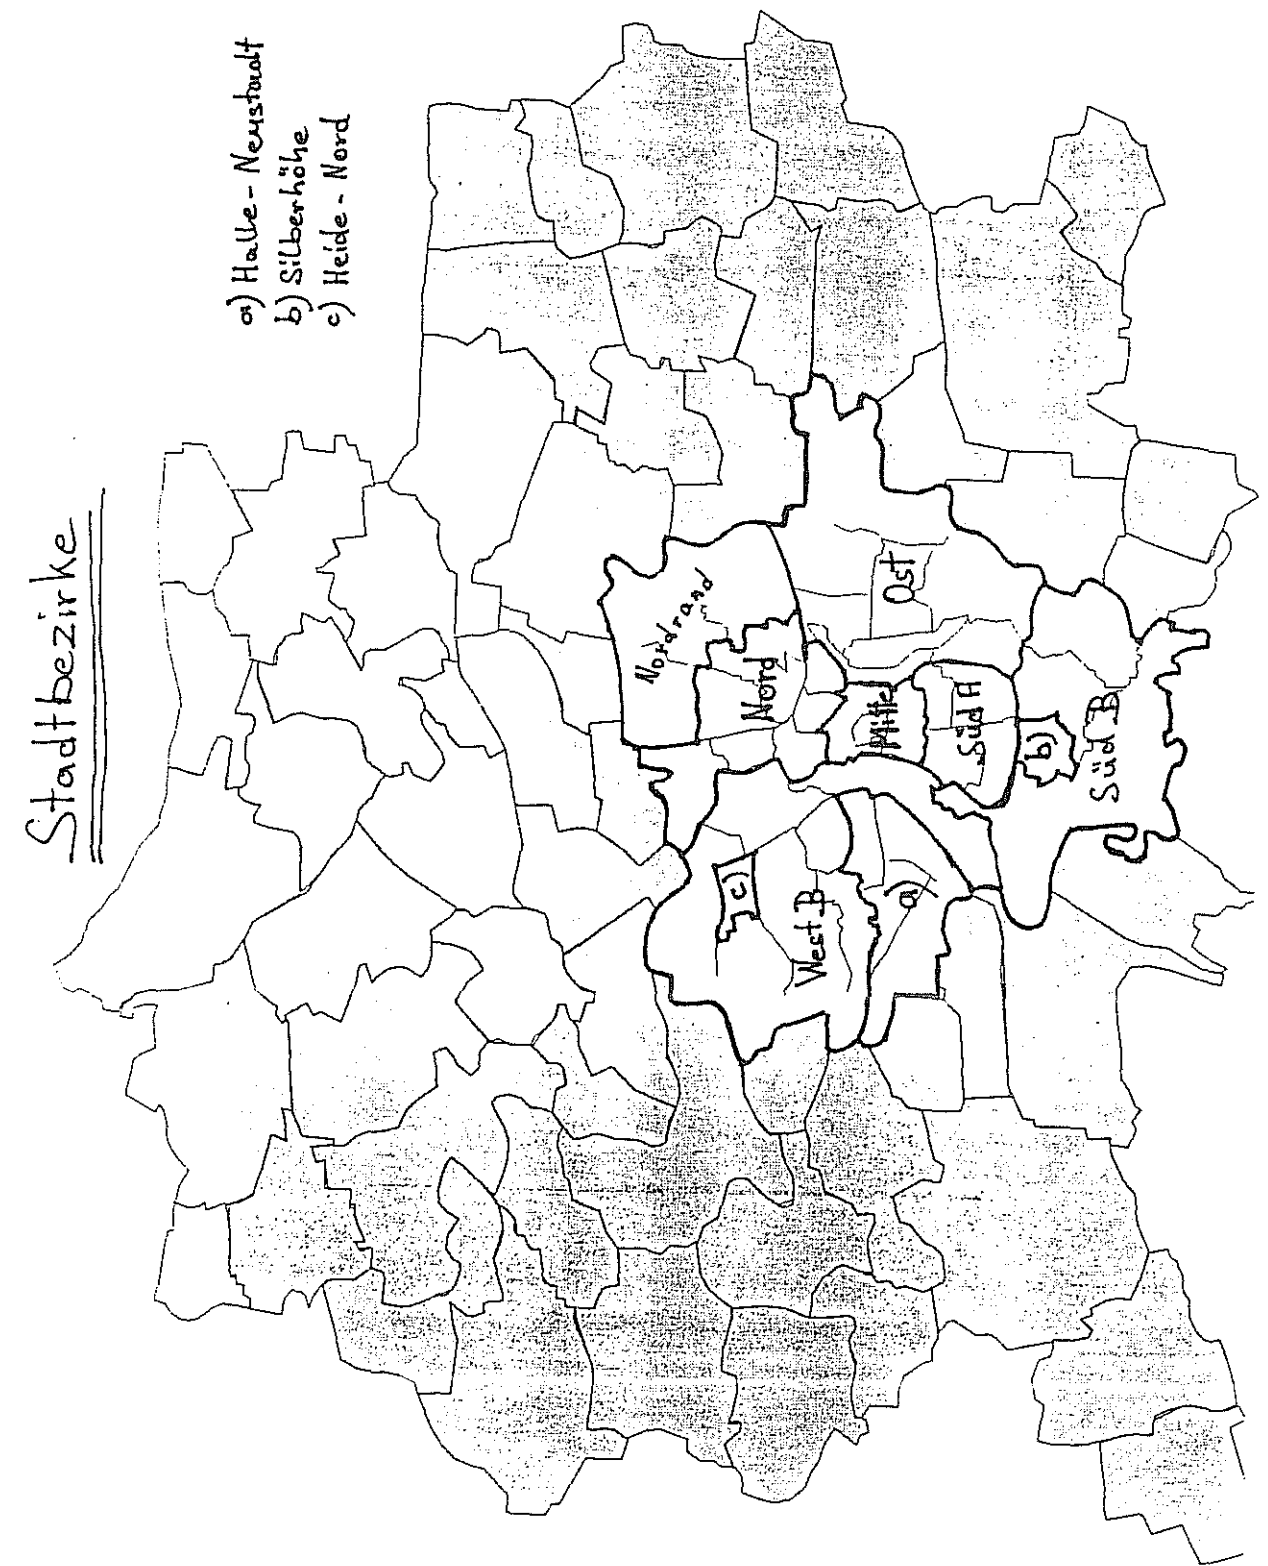 Stadtbezirke
a) Halle-Neustadt
b) Silberhöhe
c) Heide-Nord
Nordrand
Nord
Ost
Mitte
Süd A
b)
Süd B
c)
West B
a)